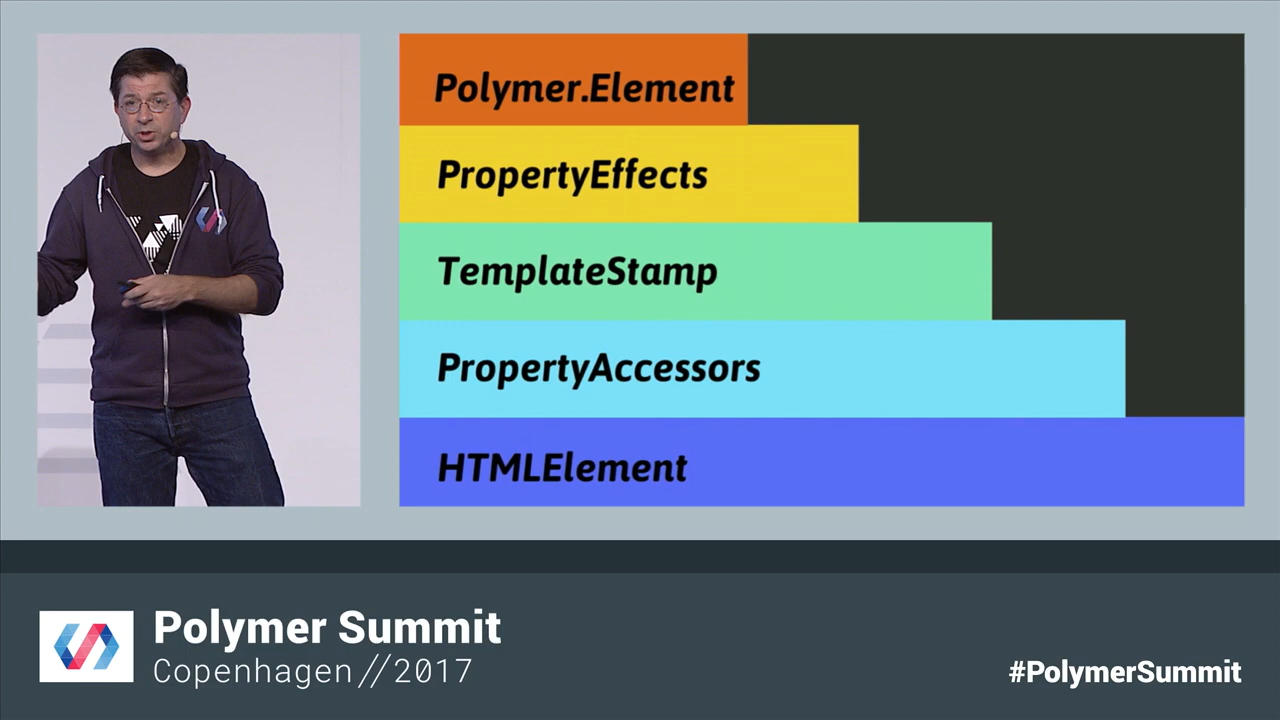 Polymer.Element
PropertyEffects
TemplateStamp
PropertyAccessors
HTMLElement
Polymer Summit
Copenhagen // 2017
#PolymerSummit